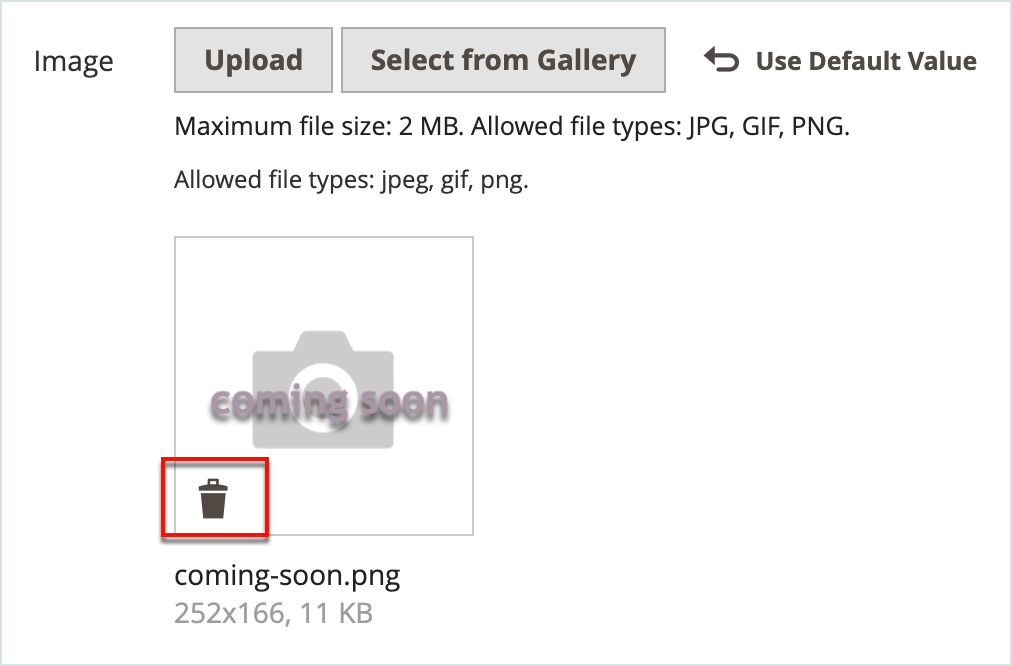 Image Upload Select from Gallery Use Default Value
Maximum file size: 2 MB. Allowed file types: JPG, GIF, PNG.
Allowed file types: jpeg, gif, png.
coming soon
coming-soon.png
252x166, 11 KB